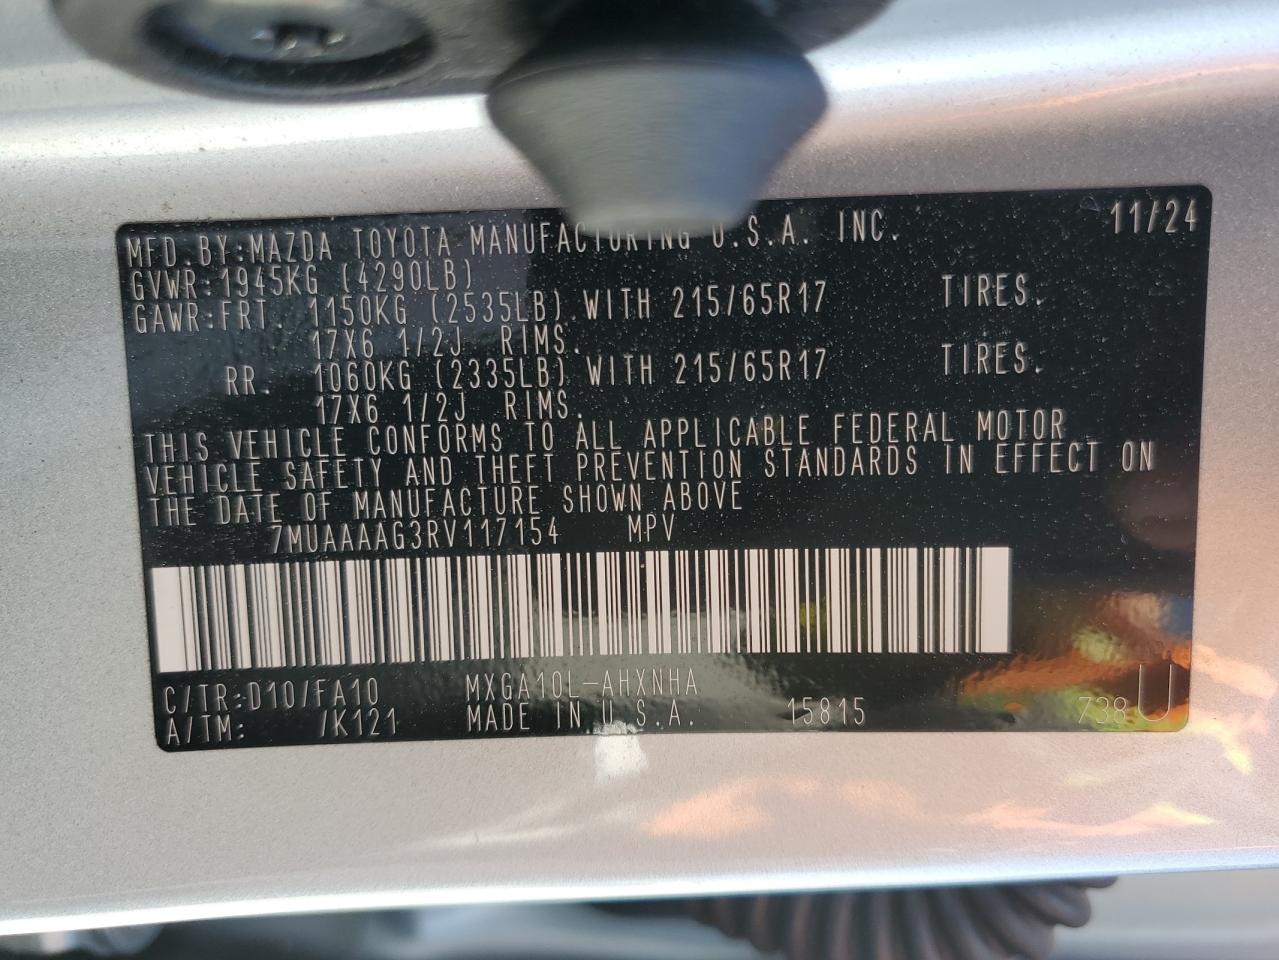 MFD.BY:MAZDA TOYOTA MANUFACTURING U.S.A. INC. 11/24
GVWR:1945KG (4290LB)
GAWR:FRT. 1150KG (2535LB) WITH 215/65R17 TIRES.
17X6 1/2J RIMS.
RR. 1060KG (2335LB) WITH 215/65R17 TIRES.
17X6 1/2J RIMS.
THIS VEHICLE CONFORMS TO ALL APPLICABLE FEDERAL MOTOR
VEHICLE SAFETY AND THEFT PREVENTION STANDARDS IN EFFECT ON
THE DATE OF MANUFACTURE SHOWN ABOVE
7MUAAAAG3RV117154 MPV
C/TR:D10/FA10 MXGA10L-AHXNHA
A/TM: /K121 MADE IN U.S.A. 15815 738U